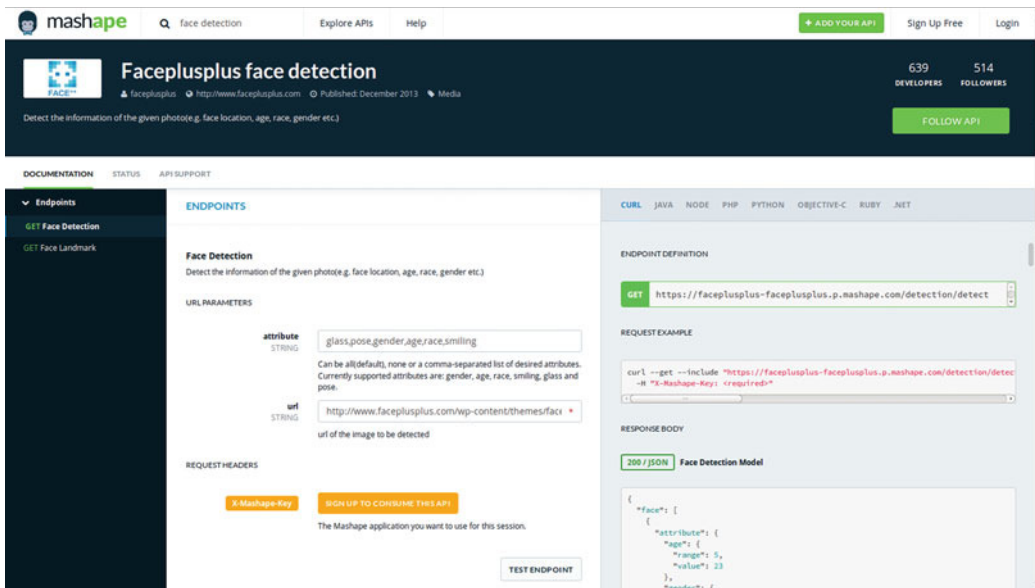 mashape
face detection
Explore APIs
Help
+ ADD YOUR API
Sign Up Free
Login
FACE++
Faceplusplus face detection
faceplusplus http://www.faceplusplus.com Published: December 2013 Media
Detect the information of the given photo(e.g. face location, age, race, gender etc.)
639 514
DEVELOPERS FOLLOWERS
FOLLOW API
DOCUMENTATION STATUS API SUPPORT
Endpoints
GET Face Detection
GET Face Landmark
ENDPOINTS
Face Detection
Detect the information of the given photo(e.g. face location, age, race, gender etc.)
URL PARAMETERS
attribute
STRING
glass,pose,gender,age,race,smiling
Can be all(default), none or a comma-separated list of desired attributes.
Currently supported attributes are: gender, age, race, smiling, glass and
pose.
url
STRING
http://www.faceplusplus.com/wp-content/themes/face *
url of the image to be detected
REQUEST HEADERS
X-Mashape-Key
SIGN UP TO CONSUME THIS API
The Mashape application you want to use for this session.
TEST ENDPOINT
CURL JAVA NODE PHP PYTHON OBJECTIVE-C RUBY .NET
ENDPOINT DEFINITION
GET https://faceplusplus-faceplusplus.p.mashape.com/detection/detect
REQUEST EXAMPLE
curl --get --include "https://faceplusplus-faceplusplus.p.mashape.com/detection/detec
-H "X-Mashape-Key: <required>"
RESPONSE BODY
200 / JSON Face Detection Model
{
"face": [
{
"attribute": {
"age": {
"range": 5,
"value": 23
},
"gender": {